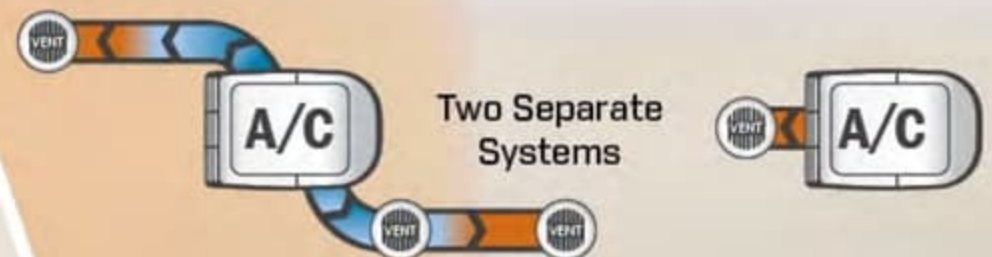 VENT
A/C
Two Separate
Systems
VENT
A/C
VENT
VENT